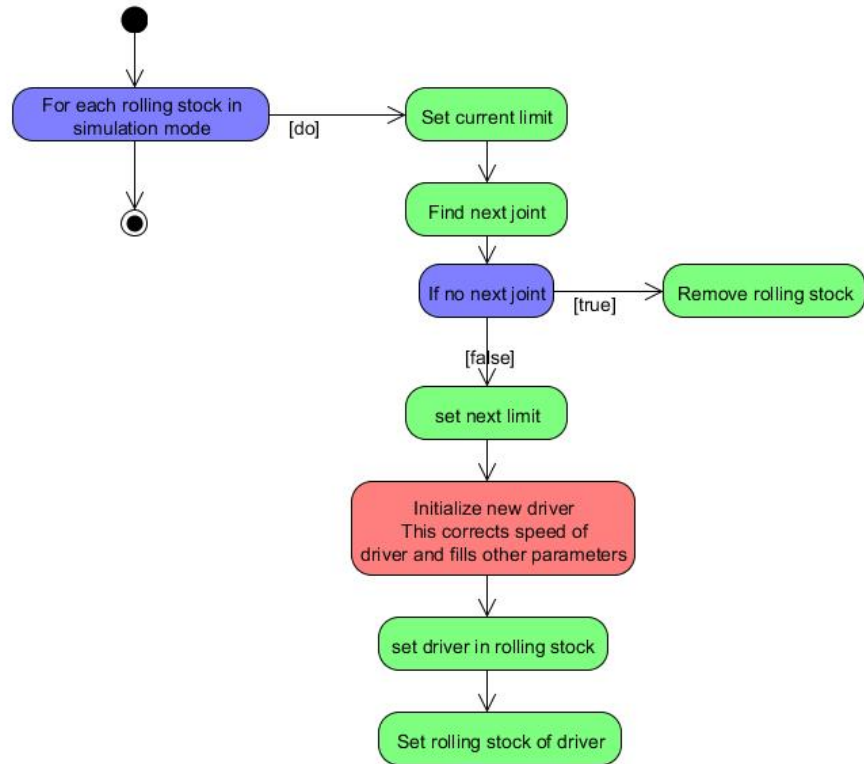 For each rolling stock in
simulation mode
[do]
Set current limit
Find next joint
If no next joint
[true]
Remove rolling stock
[false]
set next limit
Initialize new driver
This corrects speed of
driver and fills other parameters
set driver in rolling stock
Set rolling stock of driver